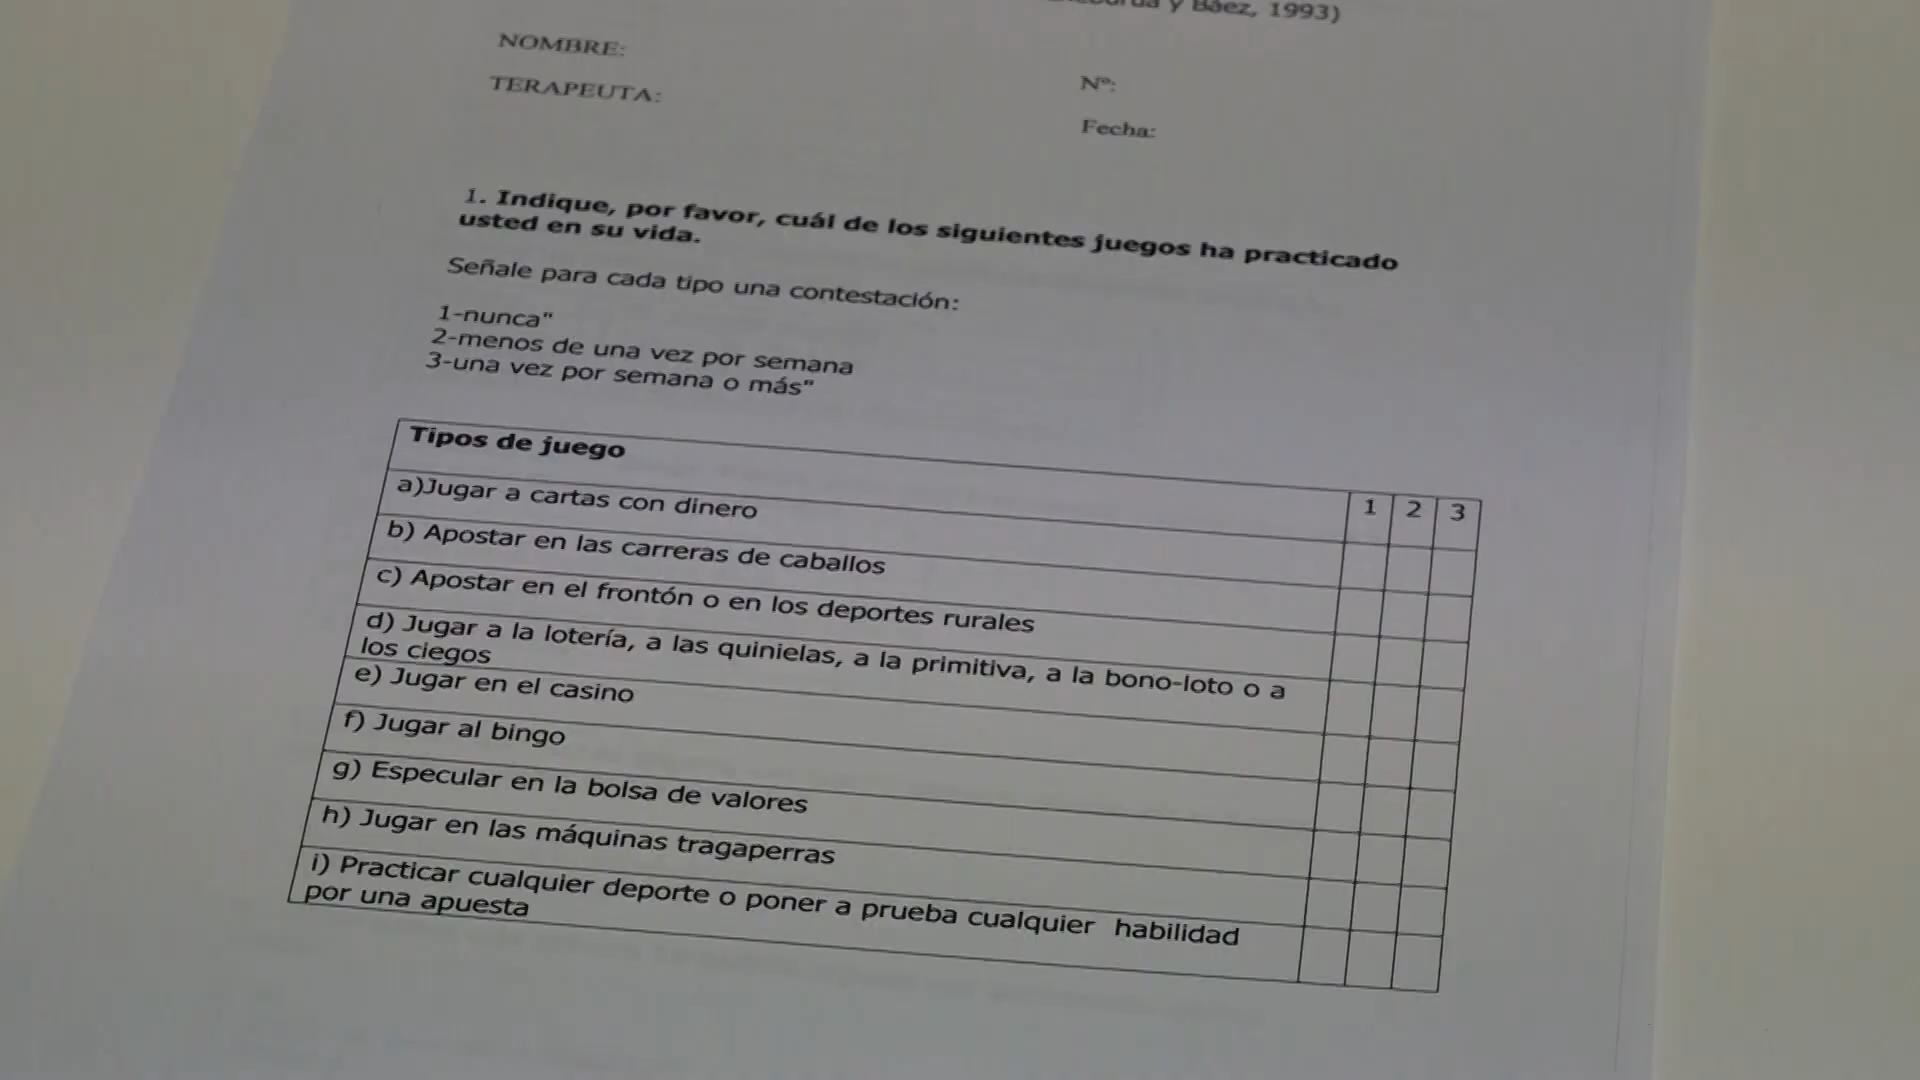 y Báez, 1993)
NOMBRE:
Nº:
TERAPEUTA:
Fecha:
1. Indique, por favor, cuál de los siguientes juegos ha practicado
usted en su vida.
Señale para cada tipo una contestación:
1-nunca"
2-menos de una vez por semana
3-una vez por semana o más"
Tipos de juego
1 2 3
a)Jugar a cartas con dinero
b) Apostar en las carreras de caballos
c) Apostar en el frontón o en los deportes rurales
d) Jugar a la lotería, a las quinielas, a la primitiva, a la bono-loto o a
los ciegos
e) Jugar en el casino
f) Jugar al bingo
g) Especular en la bolsa de valores
h) Jugar en las máquinas tragaperras
i) Practicar cualquier deporte o poner a prueba cualquier habilidad
por una apuesta